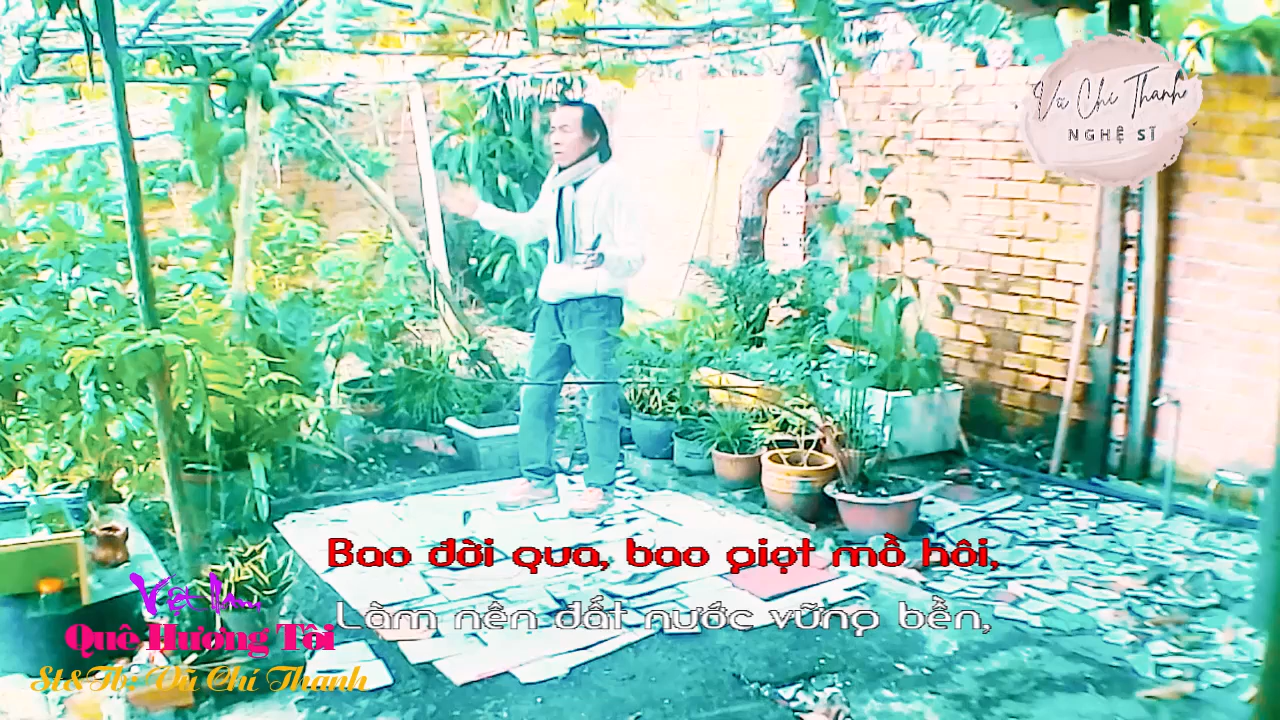 Vũ Chí Thanh
NGHỆ SĨ
Bao đời qua, bao giọt mồ hôi,
Làm nên đất nước vững bền,
Việt Nam
Quê Hương Tôi
St&Tb: Vũ Chí Thanh